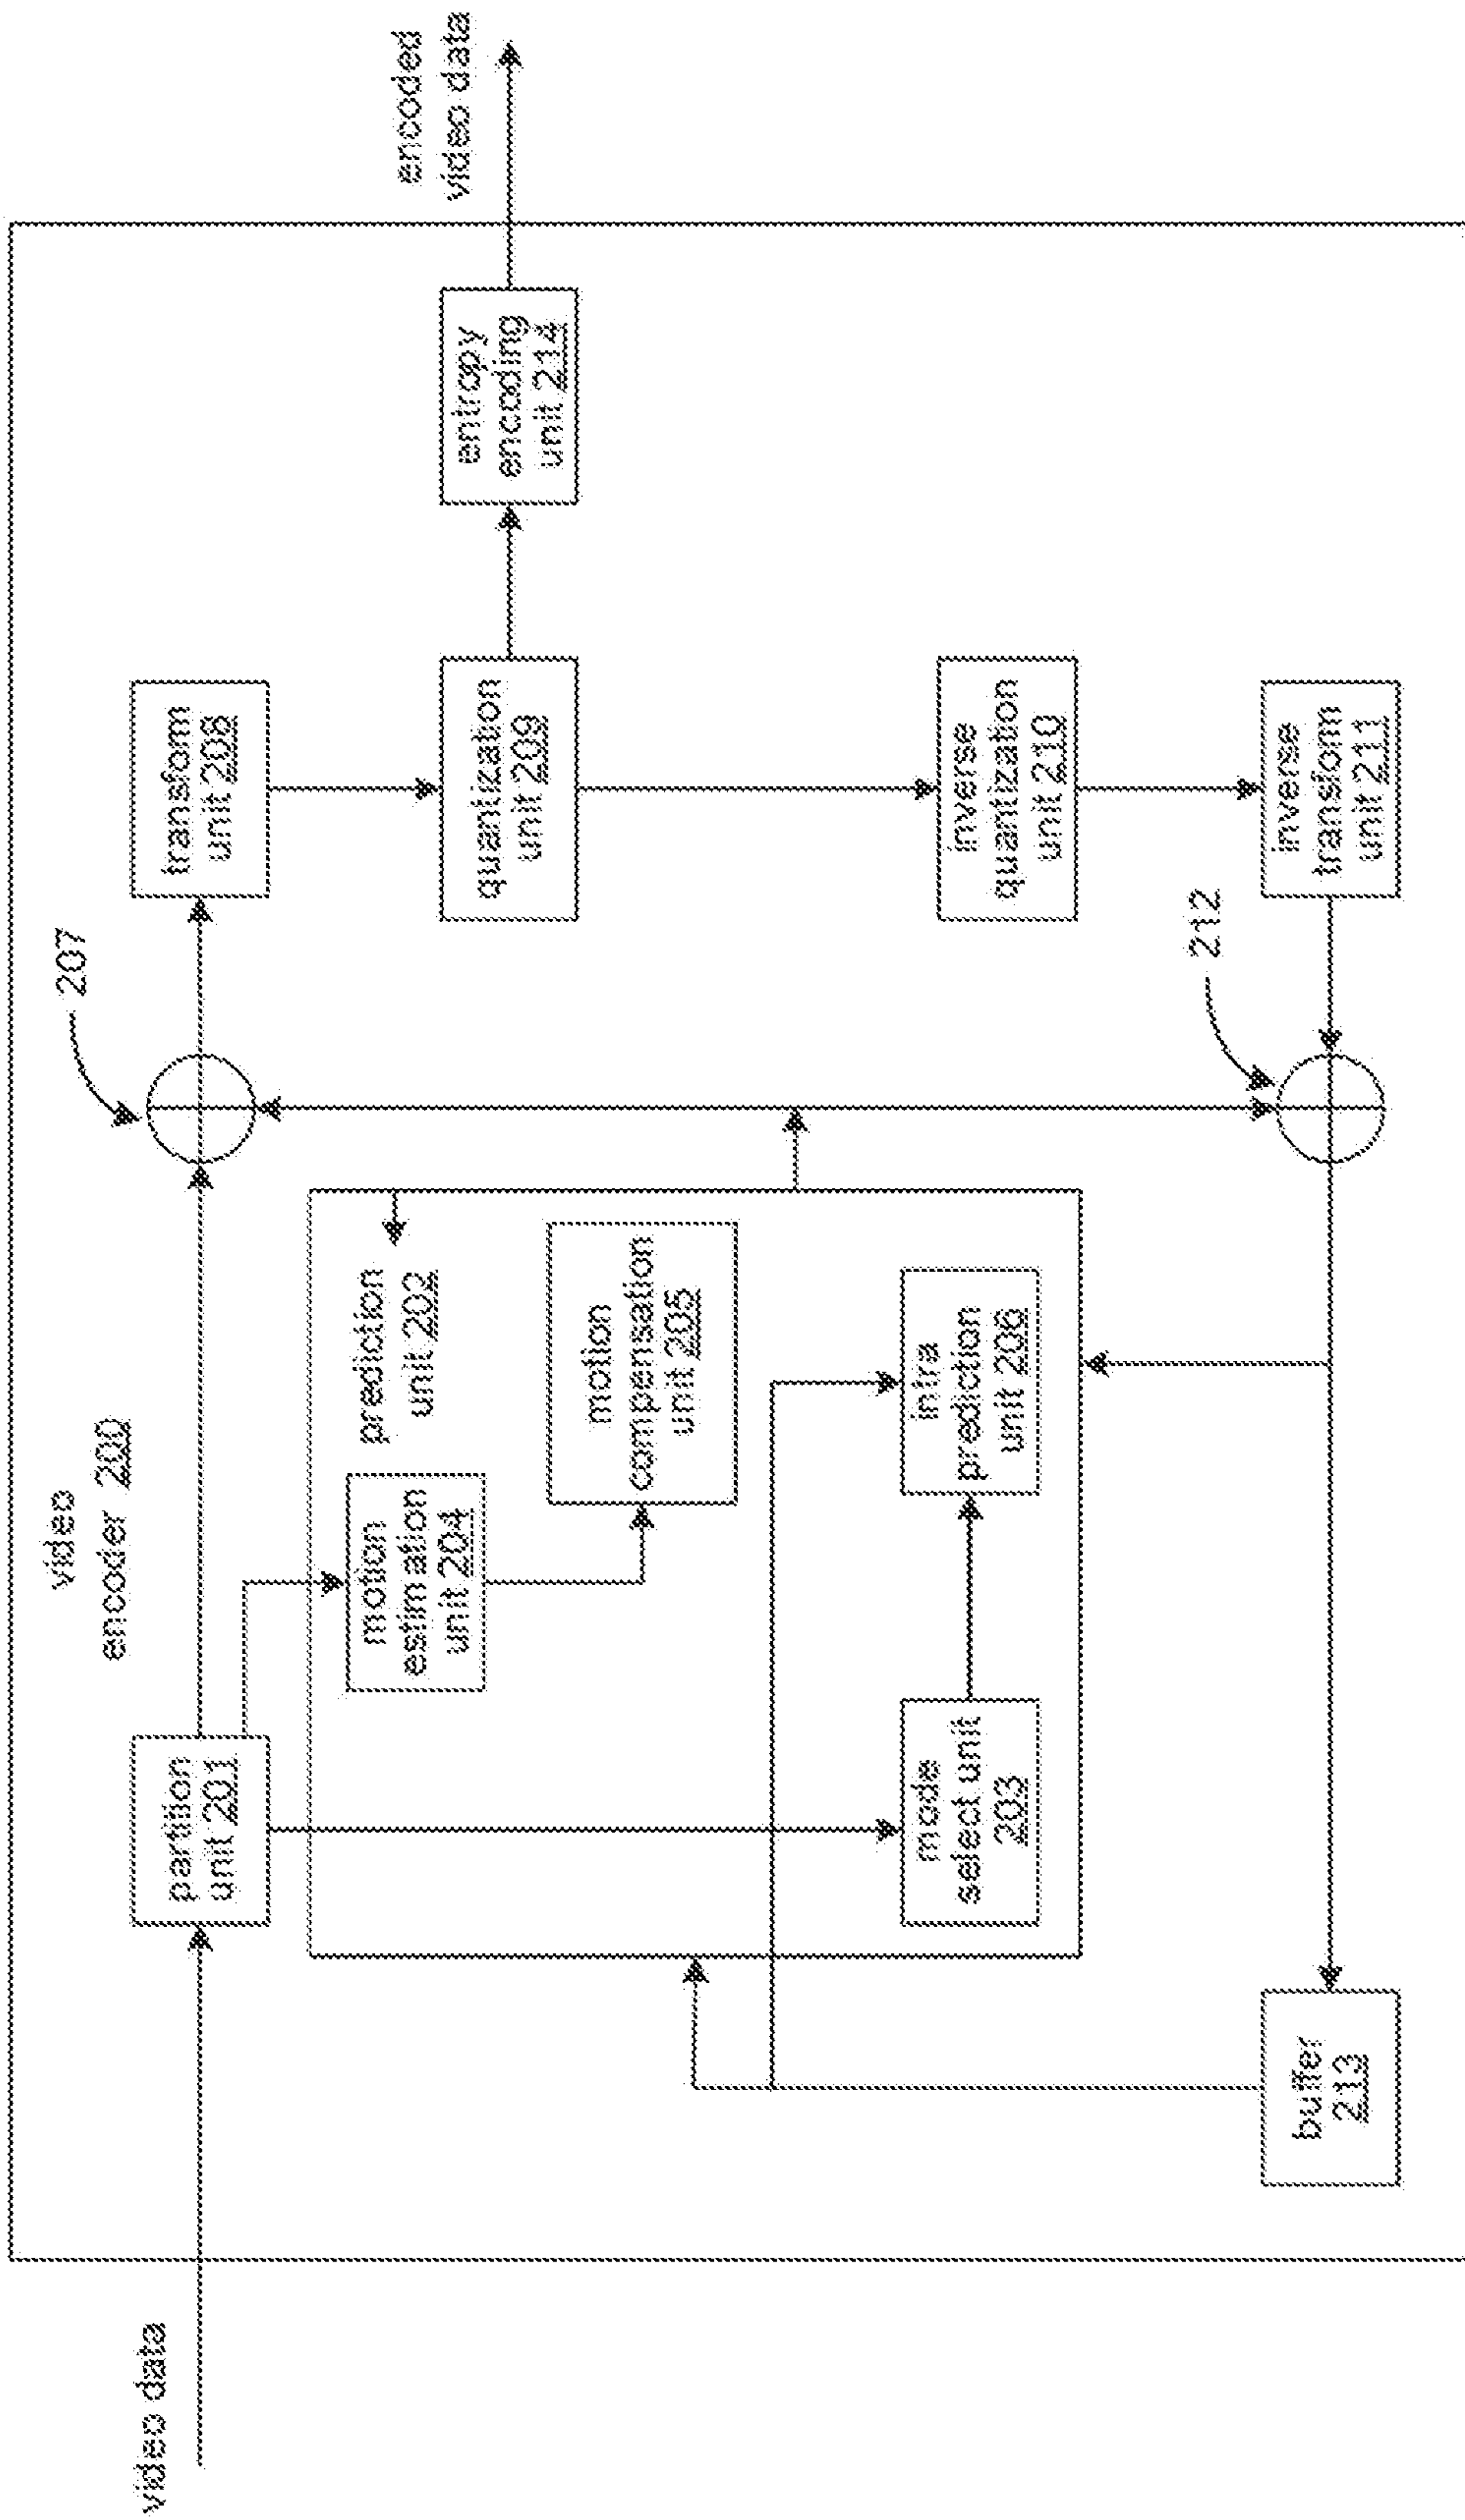 video data
video
encoder 200
partition
unit 201
207
transform
unit 208
encoded
video data
prediction
unit 202
motion
estimation
unit 204
motion
compensation
unit 205
quantization
unit 209
entropy
encoding
unit 214
mode
select unit
203
intra
prediction
unit 206
inverse
quantization
unit 210
212
buffer
213
inverse
transform
unit 211